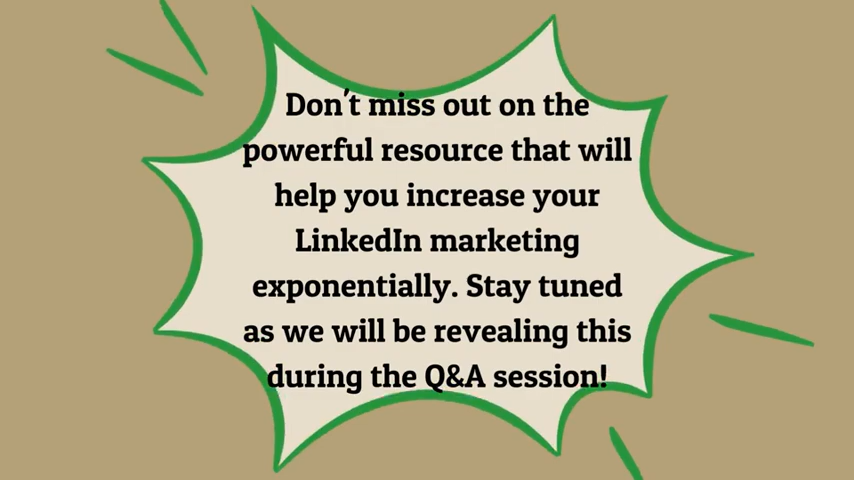 Don't miss out on the
powerful resource that will
help you increase your
LinkedIn marketing
exponentially. Stay tuned
as we will be revealing this
during the Q&A session!